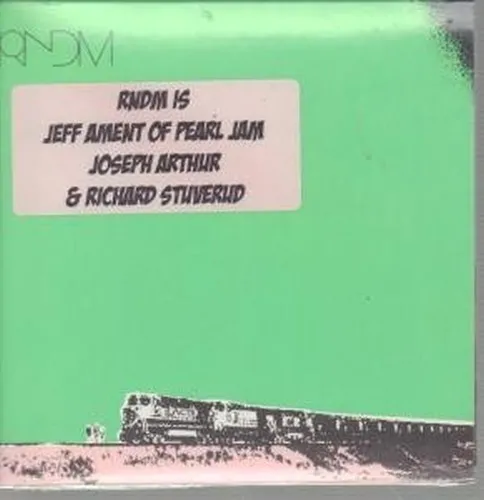 RNDM
RNDM IS
JEFF AMENT OF PEARL JAM
JOSEPH ARTHUR
& RICHARD STUVERUD